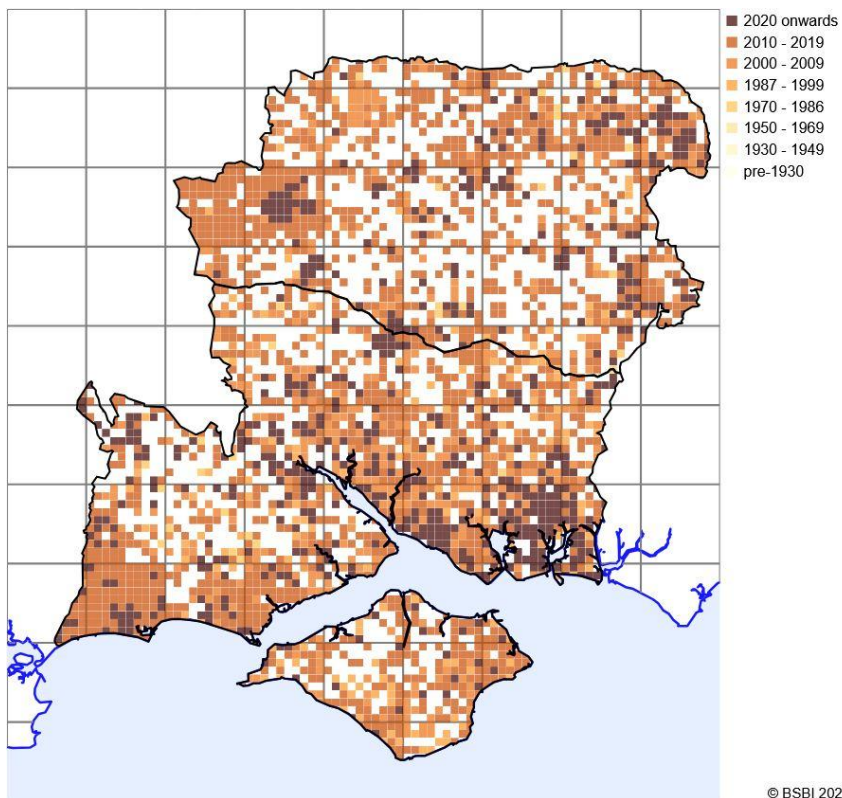 2020 onwards
2010 - 2019
2000 - 2009
1987 - 1999
1970 - 1986
1950 - 1969
1930 - 1949
pre-1930
© BSBI 202